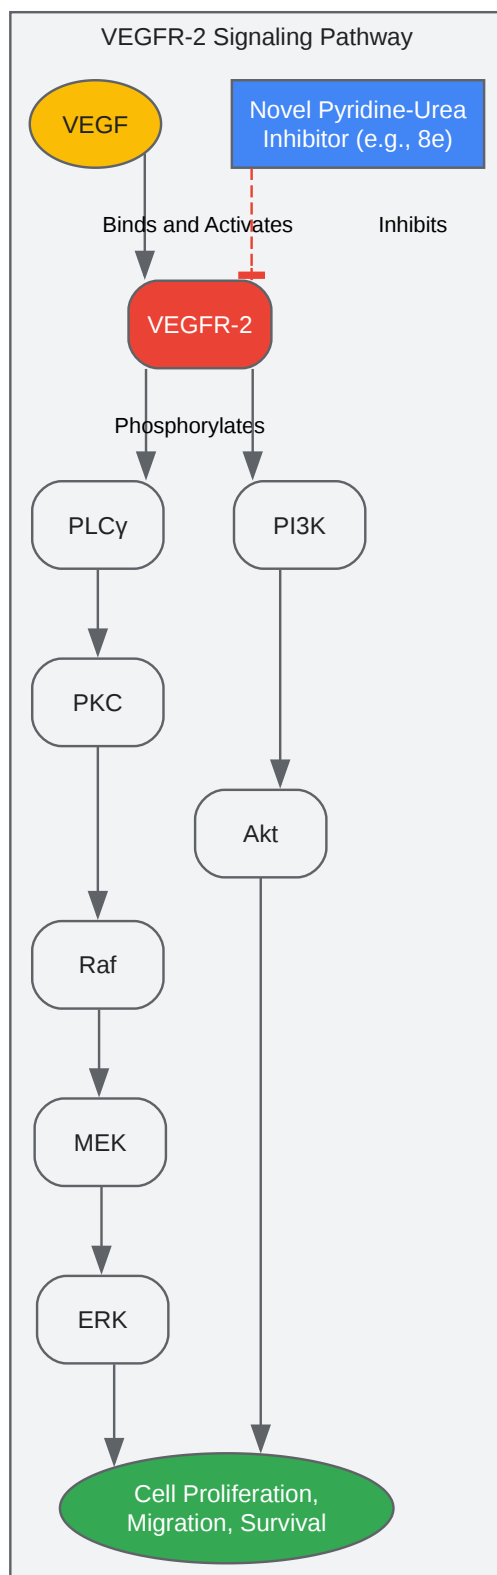 VEGFR-2 Signaling Pathway
VEGF
Novel Pyridine-Urea
Inhibitor (e.g., 8e)
Binds and Activates
Inhibits
VEGFR-2
Phosphorylates
PLCγ
PI3K
PKC
Akt
Raf
MEK
ERK
Cell Proliferation,
Migration, Survival